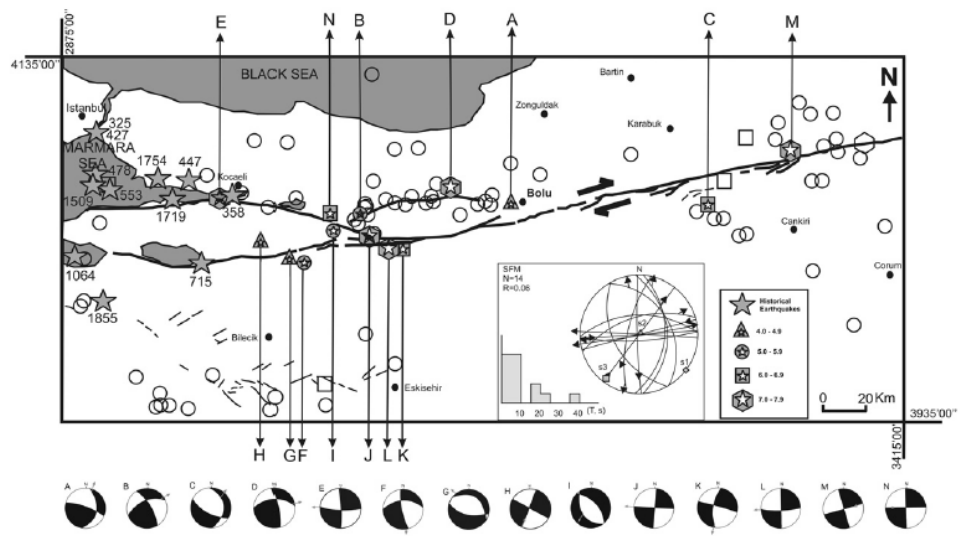 E N B D A C M
2875'00"
4135'00"
BLACK SEA
Bartin
N
Istanbul
Zonguldak
325
427
Karabuk
MARMARA
SEA
478
1754
447
Kocaeli
1509
553
1719
358
Bolu
Cankiri
1064
715
Corum
1855
Bilecik
Eskisehir
SFM
N=14
R=0.06
N
s2
s1
s3
10 20 40 (T, s)
Historical
Earthquakes
4.0 - 4.9
5.0 - 5.9
6.0 - 6.9
7.0 - 7.9
0 20 Km
3935'00"
3415'00"
H G F I J L K
A B C D E F G H I J K L M N